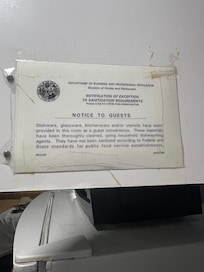 DEPARTMENT OF BUSINESS AND PROFESSIONAL REGULATION
Division of Hotels and Restaurants
NOTIFICATION OF EXCEPTION
TO SANITIZATION REQUIREMENTS
NOTICE TO GUESTS
Dishware, glassware, kitchenware and/or utensils have been
provided in this room as a guest convenience. These materials
have been thoroughly cleaned, using household dishwashing
agents. They have not been sanitized according to Federal and
State standards for public food service establishments.